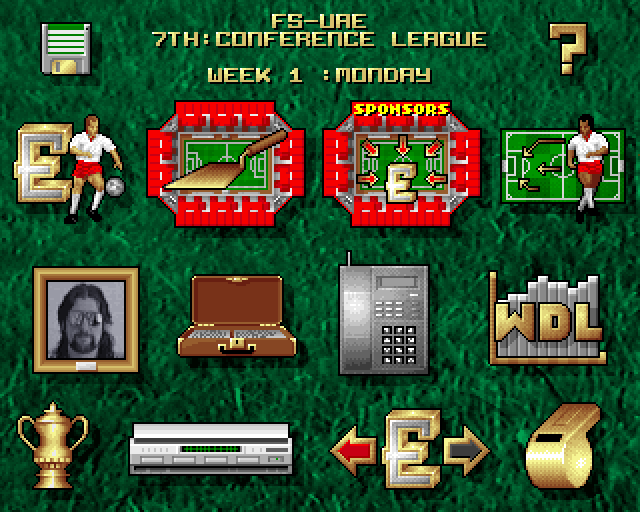 FS-UAE
7TH:CONFERENCE LEAGUE
WEEK 1 :MONDAY
?
SPONSORS
E
E
WDL
E